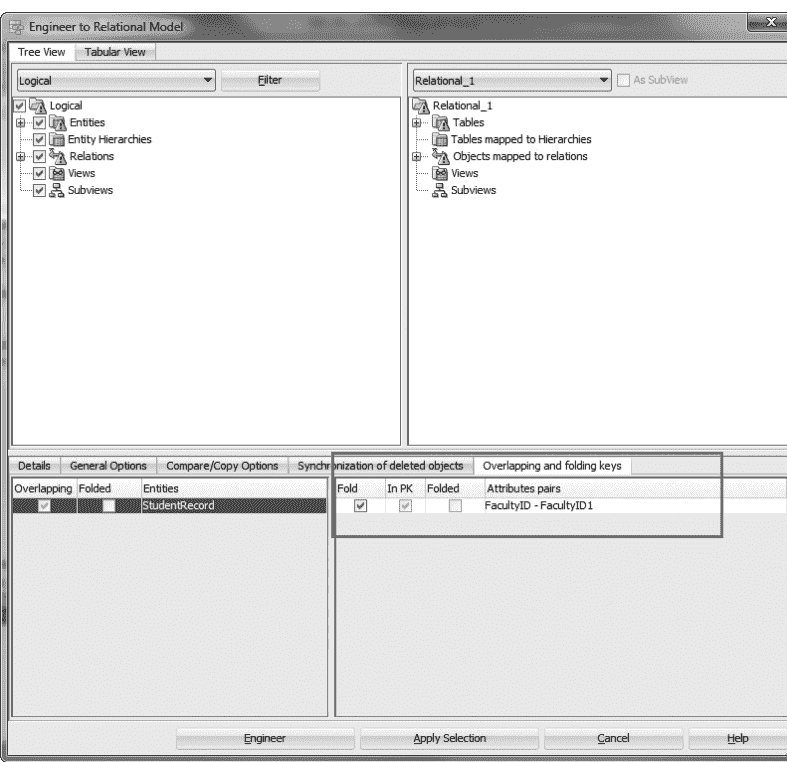 Engineer to Relational Model
Tree View Tabular View
Logical Filter Relational_1 As SubView
Logical
Entities
Entity Hierarchies
Relations
Views
Subviews
Relational_1
Tables
Tables mapped to Hierarchies
Objects mapped to relations
Views
Subviews
Details General Options Compare/Copy Options Synchronization of deleted objects Overlapping and folding keys
Overlapping Folded Entities
StudentRecord
Fold In PK Folded Attributes pairs
FacultyID - FacultyID1
Engineer Apply Selection Cancel Help